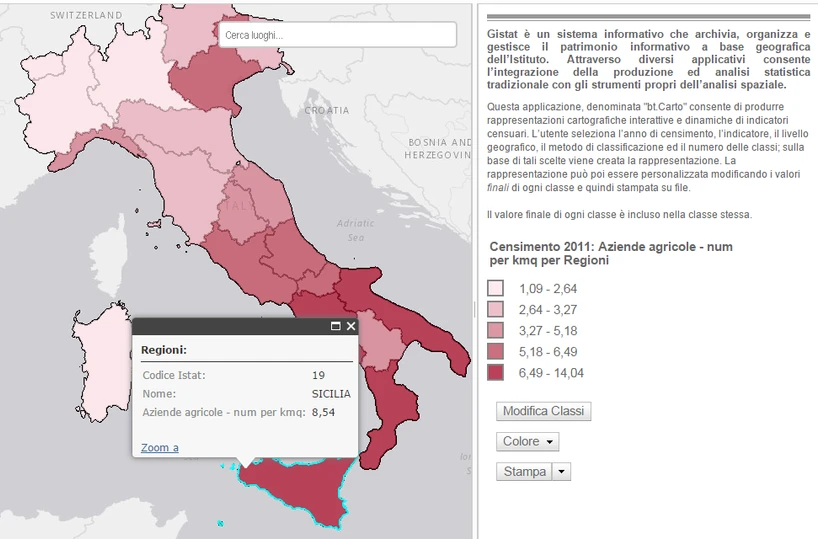 SWITZERLAND
Cerca luoghi...
CROATIA
BOSNIA AND
HERZEGOVIN
ITALY
Adriatic
Sea
Regioni:
Codice Istat: 19
Nome: SICILIA
Aziende agricole - num per kmq: 8,54
Zoom a
Gistat è un sistema informativo che archivia, organizza e
gestisce il patrimonio informativo a base geografica
dell'Istituto. Attraverso diversi applicativi consente
l'integrazione della produzione ed analisi statistica
tradizionale con gli strumenti propri dell'analisi spaziale.
Questa applicazione, denominata "bt.Carto" consente di produrre
rappresentazioni cartografiche interattive e dinamiche di indicatori
censuari. L'utente seleziona l'anno di censimento, l'indicatore, il livello
geografico, il metodo di classificazione ed il numero delle classi; sulla
base di tali scelte viene creata la rappresentazione. La
rappresentazione può poi essere personalizzata modificando i valori
finali di ogni classe e quindi stampata su file.
Il valore finale di ogni classe è incluso nella classe stessa.
Censimento 2011: Aziende agricole - num
per kmq per Regioni
1,09 - 2,64
2,64 - 3,27
3,27 - 5,18
5,18 - 6,49
6,49 - 14,04
Modifica Classi
Colore
Stampa